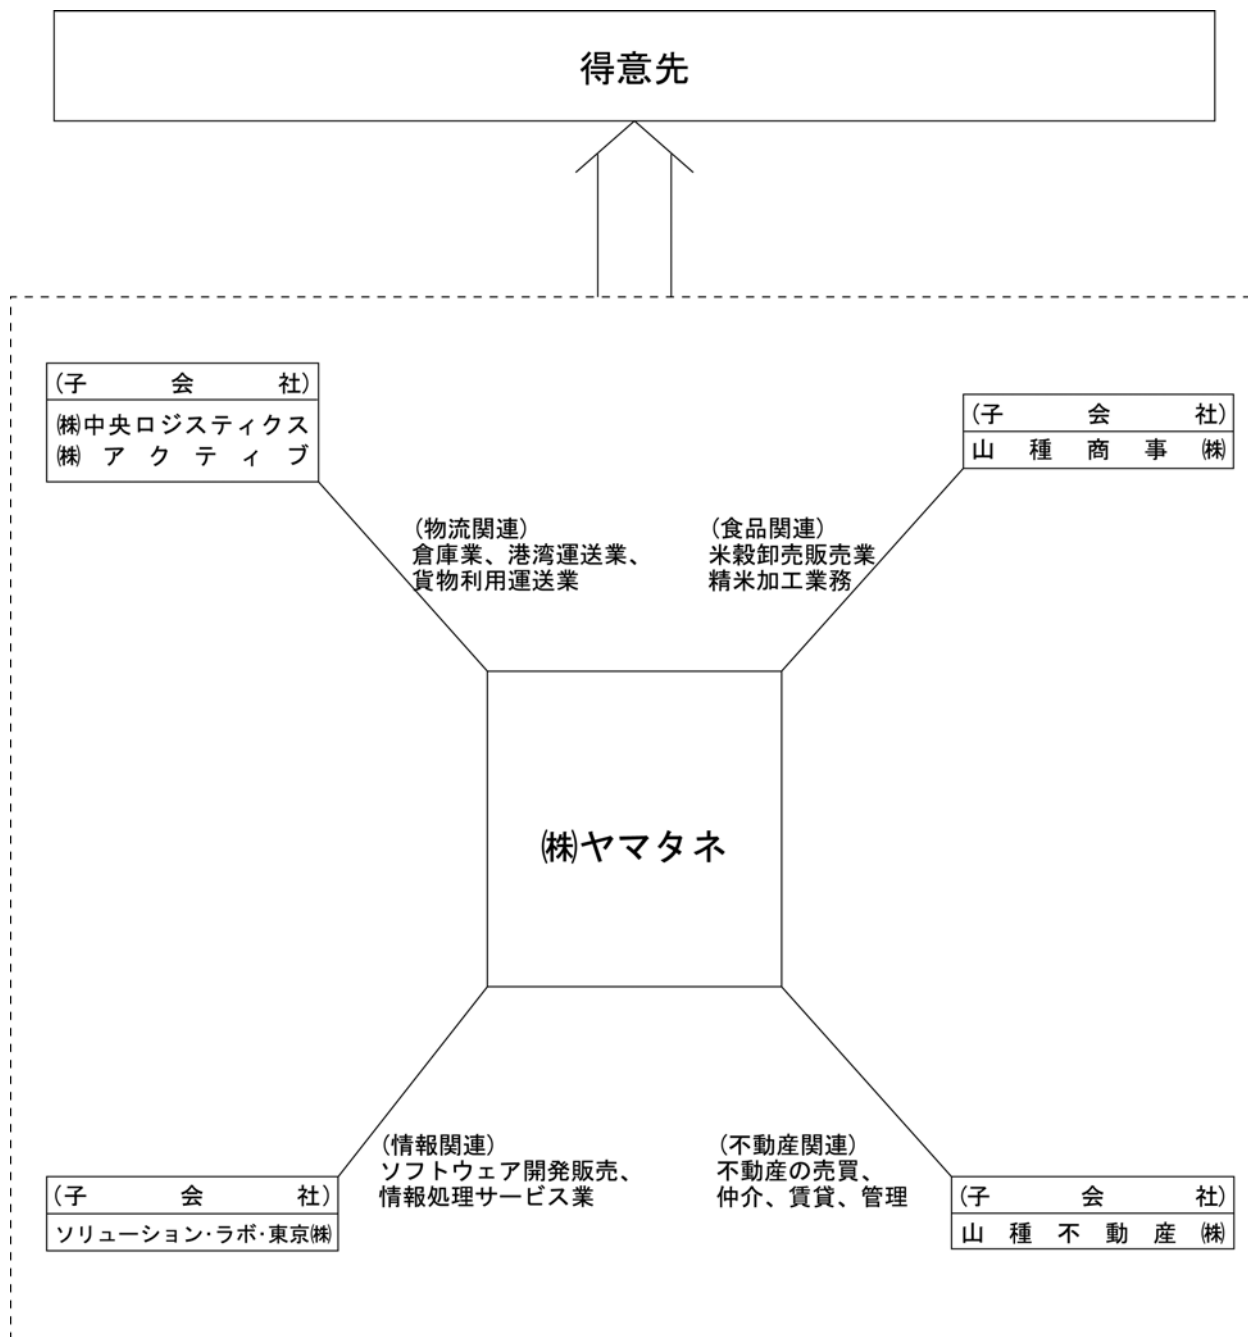 得意先
(子会社)
㈱中央ロジスティクス
㈱アクティブ
(子会社)
山種商事㈱
(物流関連)
倉庫業、港湾運送業、
貨物利用運送業
(食品関連)
米穀卸売販売業
精米加工業務
㈱ヤマタネ
(情報関連)
ソフトウェア開発販売、
情報処理サービス業
(不動産関連)
不動産の売買、
仲介、賃貸、管理
(子会社)
ソリューション・ラボ・東京㈱
(子会社)
山種不動産㈱